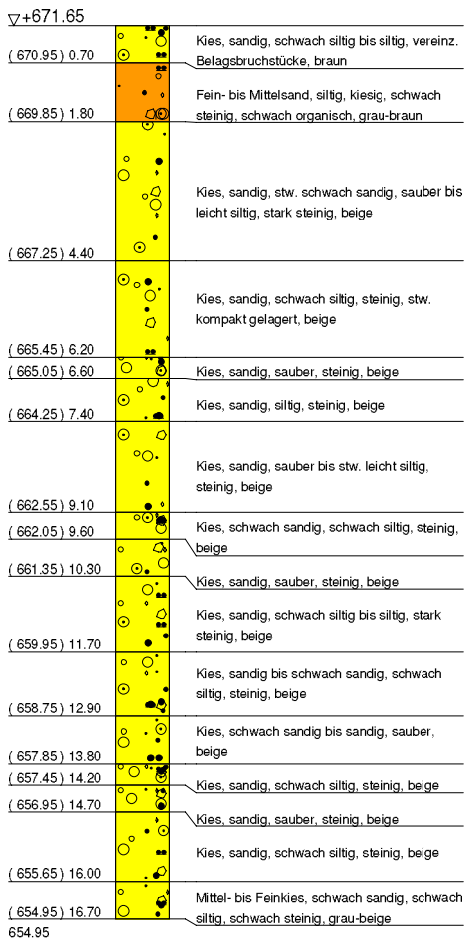 ▽+671.65
Kies, sandig, schwach siltig bis siltig, vereinz.
Belagsbruchstücke, braun
( 670.95 ) 0.70
Fein- bis Mittelsand, siltig, kiesig, schwach
steinig, schwach organisch, grau-braun
( 669.85 ) 1.80
Kies, sandig, stw. schwach sandig, sauber bis
leicht siltig, stark steinig, beige
( 667.25 ) 4.40
Kies, sandig, schwach siltig, steinig, stw.
kompakt gelagert, beige
( 665.45 ) 6.20
Kies, sandig, sauber, steinig, beige
( 665.05 ) 6.60
Kies, sandig, siltig, steinig, beige
( 664.25 ) 7.40
Kies, sandig, sauber bis stw. leicht siltig,
steinig, beige
( 662.55 ) 9.10
Kies, schwach sandig, schwach siltig, steinig,
beige
( 662.05 ) 9.60
Kies, sandig, sauber, steinig, beige
( 661.35 ) 10.30
Kies, sandig, schwach siltig bis siltig, stark
steinig, beige
( 659.95 ) 11.70
Kies, sandig bis schwach sandig, schwach
siltig, steinig, beige
( 658.75 ) 12.90
Kies, schwach sandig bis sandig, sauber,
beige
( 657.85 ) 13.80
Kies, sandig, schwach siltig, steinig, beige
( 657.45 ) 14.20
Kies, sandig, sauber, steinig, beige
( 656.95 ) 14.70
Kies, sandig, schwach siltig, steinig, beige
( 655.65 ) 16.00
Mittel- bis Feinkies, schwach sandig, schwach
siltig, schwach steinig, grau-beige
( 654.95 ) 16.70
654.95